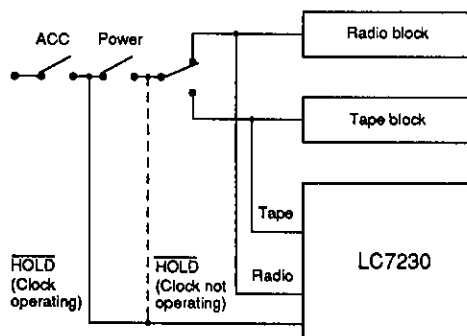 ACC
Power
Radio block
Tape block
Tape
Radio
LC7230
HOLD
(Clock
operating)
HOLD
(Clock not
operating)